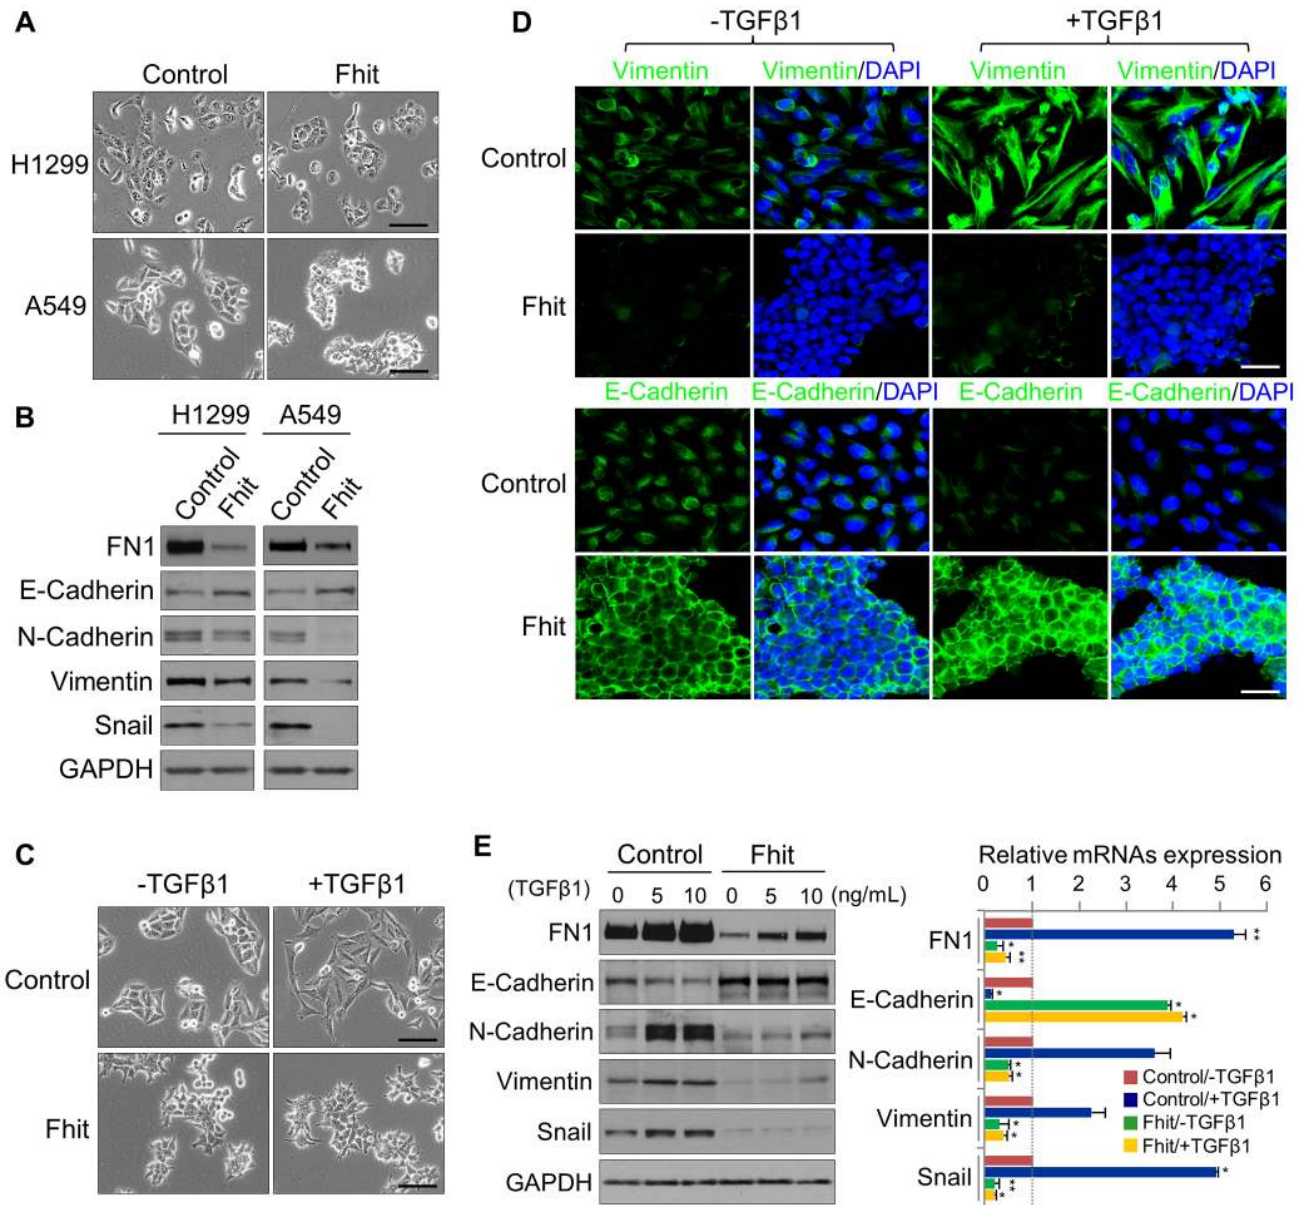 A
Control Fhit
H1299
A549
B
H1299 A549
Control Fhit Control Fhit
FN1
E-Cadherin
N-Cadherin
Vimentin
Snail
GAPDH
C
-TGFβ1 +TGFβ1
Control
Fhit
D
-TGFβ1 +TGFβ1
Vimentin Vimentin/DAPI Vimentin Vimentin/DAPI
Control
Fhit
E-Cadherin E-Cadherin/DAPI E-Cadherin E-Cadherin/DAPI
Control
Fhit
E
Control Fhit
(TGFβ1) 0 5 10 0 5 10 (ng/mL)
FN1
E-Cadherin
N-Cadherin
Vimentin
Snail
GAPDH
Relative mRNAs expression
0 1 2 3 4 5 6
FN1 ** * **
E-Cadherin * * *
N-Cadherin * *
Vimentin * *
Snail * ** *
Control/-TGFβ1
Control/+TGFβ1
Fhit/-TGFβ1
Fhit/+TGFβ1